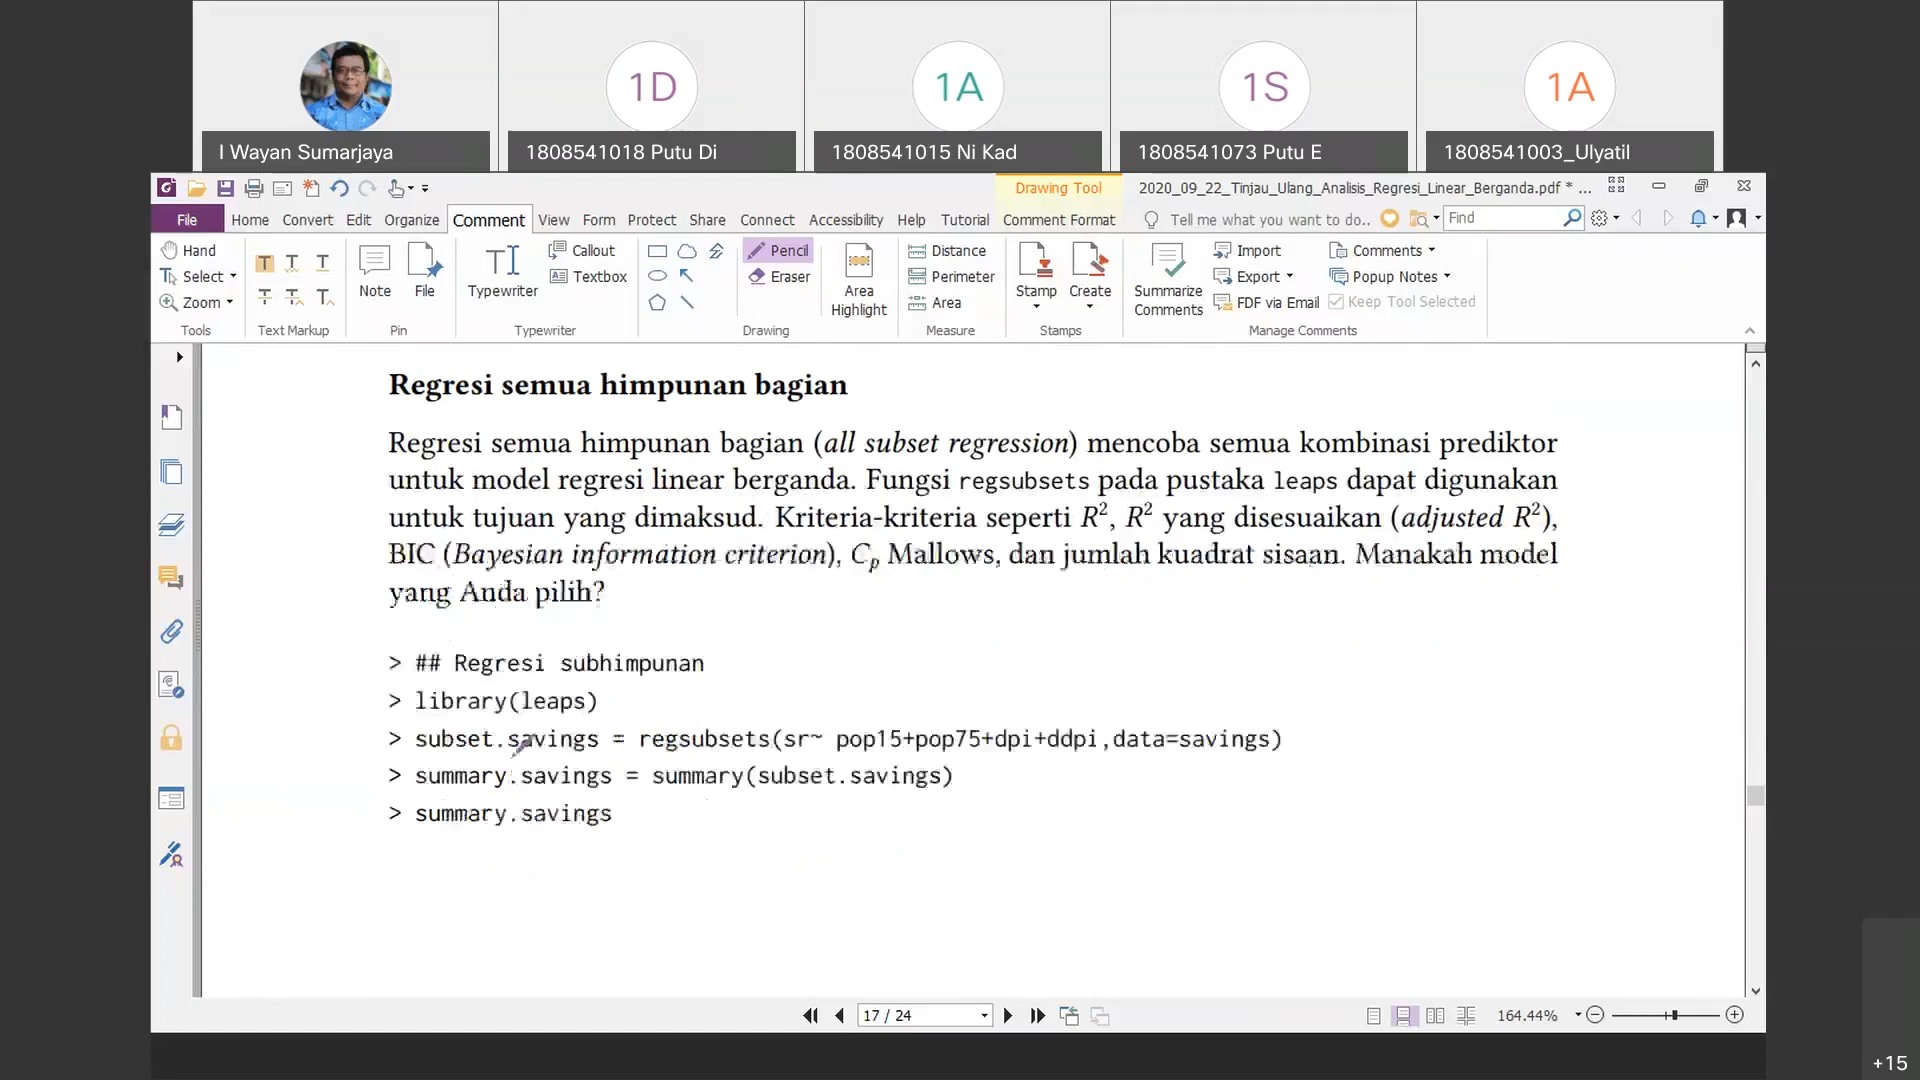 1D
1A
1S
1A
I Wayan Sumarjaya
1808541018 Putu Di
1808541015 Ni Kad
1808541073 Putu E
1808541003_Ulyatil
Drawing Tool
2020_09_22_Tinjau_Ulang_Analisis_Regresi_Linear_Berganda.pdf * ...
File Home Convert Edit Organize Comment View Form Protect Share Connect Accessibility Help Tutorial Comment Format Tell me what you want to do.. Find
Hand
Select
Zoom
Tools
Text Markup
Note
File
Pin
Typewriter
Callout
Textbox
Typewriter
Pencil
Eraser
Area Highlight
Drawing
Distance
Perimeter
Area
Measure
Stamp
Create
Stamps
Summarize Comments
Import
Export
FDF via Email
Comments
Popup Notes
Keep Tool Selected
Manage Comments
Regresi semua himpunan bagian
Regresi semua himpunan bagian (all subset regression) mencoba semua kombinasi prediktor
untuk model regresi linear berganda. Fungsi regsubsets pada pustaka leaps dapat digunakan
untuk tujuan yang dimaksud. Kriteria-kriteria seperti R², R² yang disesuaikan (adjusted R²),
BIC (Bayesian information criterion), Cₚ Mallows, dan jumlah kuadrat sisaan. Manakah model
yang Anda pilih?
> ## Regresi subhimpunan
> library(leaps)
> subset.savings = regsubsets(sr~ pop15+pop75+dpi+ddpi,data=savings)
> summary.savings = summary(subset.savings)
> summary.savings
17 / 24
164.44%
+15